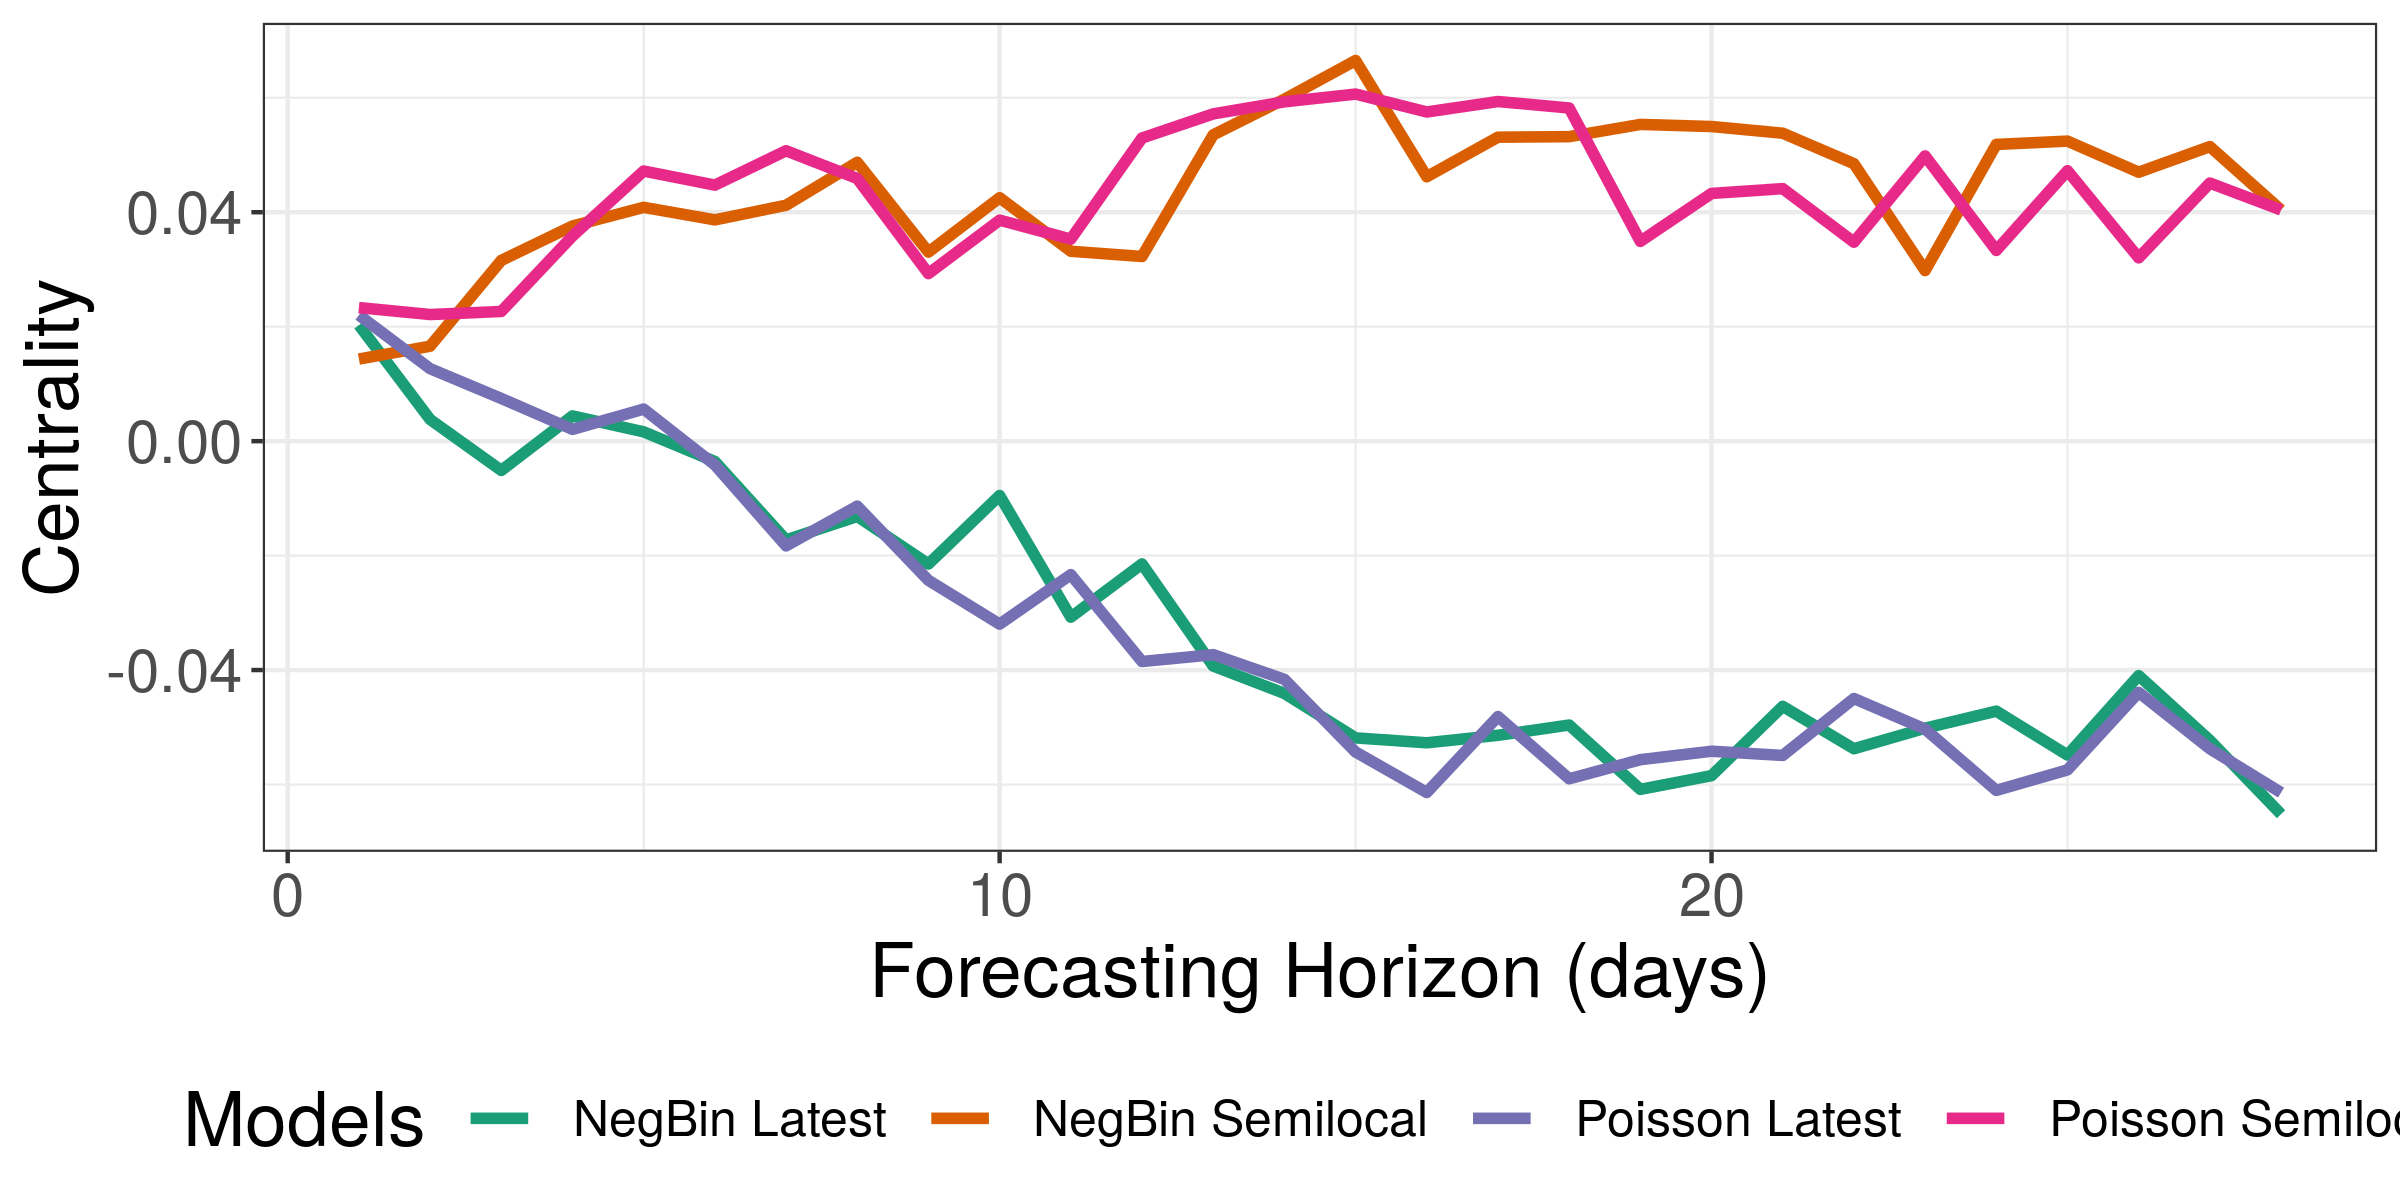 Centrality
0.04
0.00
-0.04
0 10 20
Forecasting Horizon (days)
Models NegBin Latest NegBin Semilocal Poisson Latest Poisson